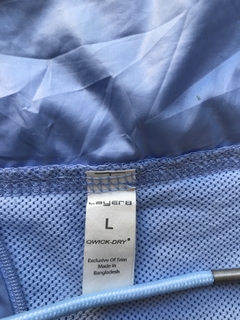 Layer8
L
QWICK-DRY®
Exclusive Of Trim
Made in
Bangladesh